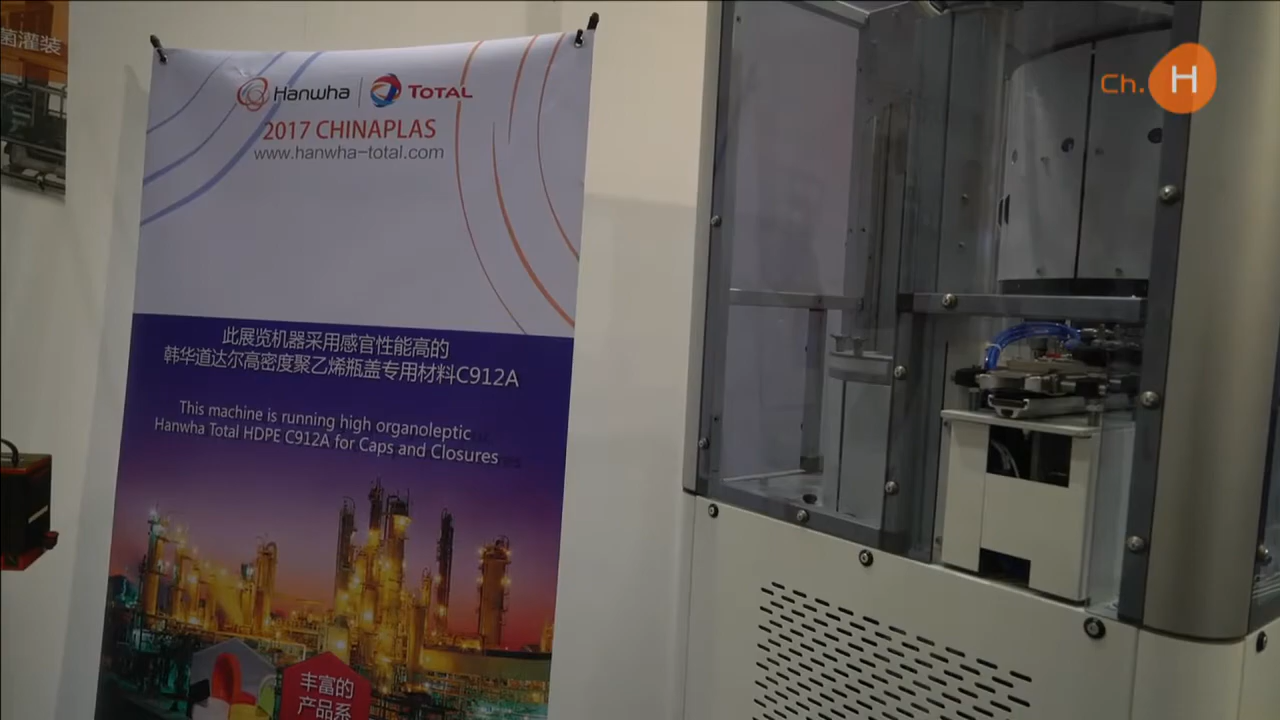 菌灌装
Hanwha | TOTAL
2017 CHINAPLAS
www.hanwha-total.com
此展览机器采用感官性能高的
韩华道达尔高密度聚乙烯瓶盖专用材料C912A
This machine is running high organoleptic
Hanwha Total HDPE C912A for Caps and Closures
丰富的
产品系
Ch. H